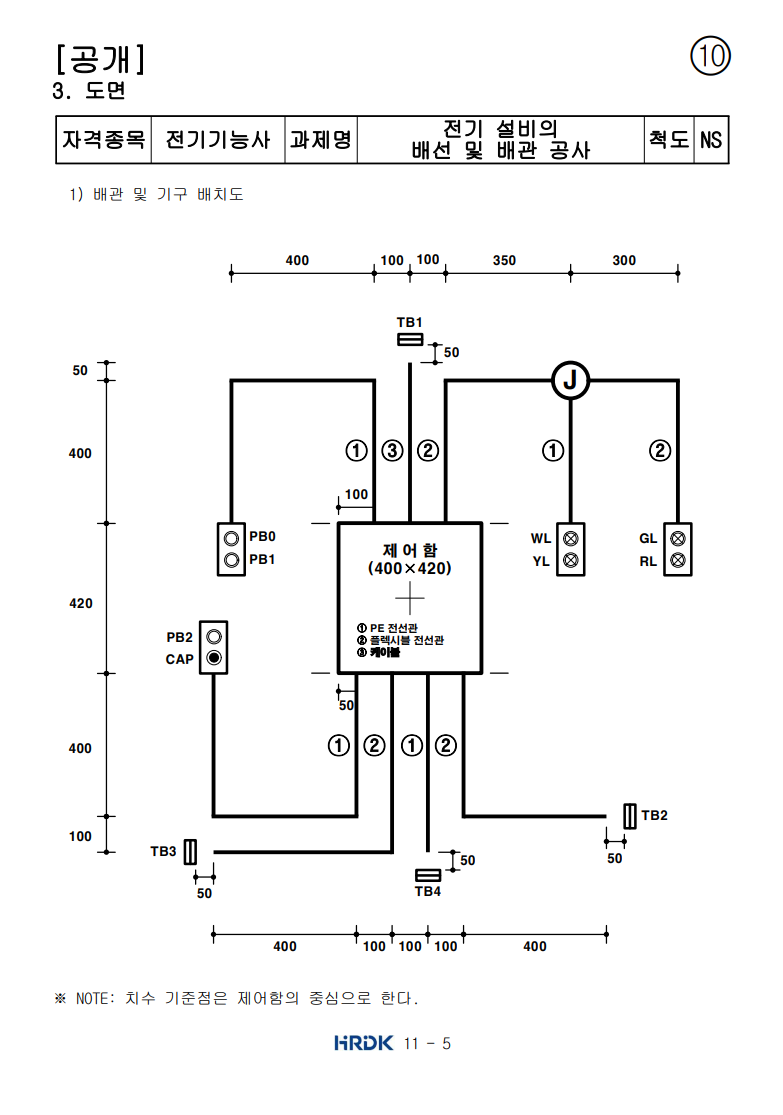 [공개]
⑩
3. 도면
자격종목 전기기능사 과제명 전기 설비의 배선 및 배관 공사 척도 NS
1) 배관 및 기구 배치도
400 100 100 350 300
TB1
50
50
400
① ③ ② ① ②
100
PB0
PB1
제어함
(400×420)
WL
YL
GL
RL
420
① PE 전선관
② 플렉시블 전선관
③ 케이블
PB2
CAP
50
400
① ② ① ②
100
TB2
50
TB3
50
50
TB4
400 100 100 100 400
J
※ NOTE: 치수 기준점은 제어함의 중심으로 한다.
HRDK 11 - 5